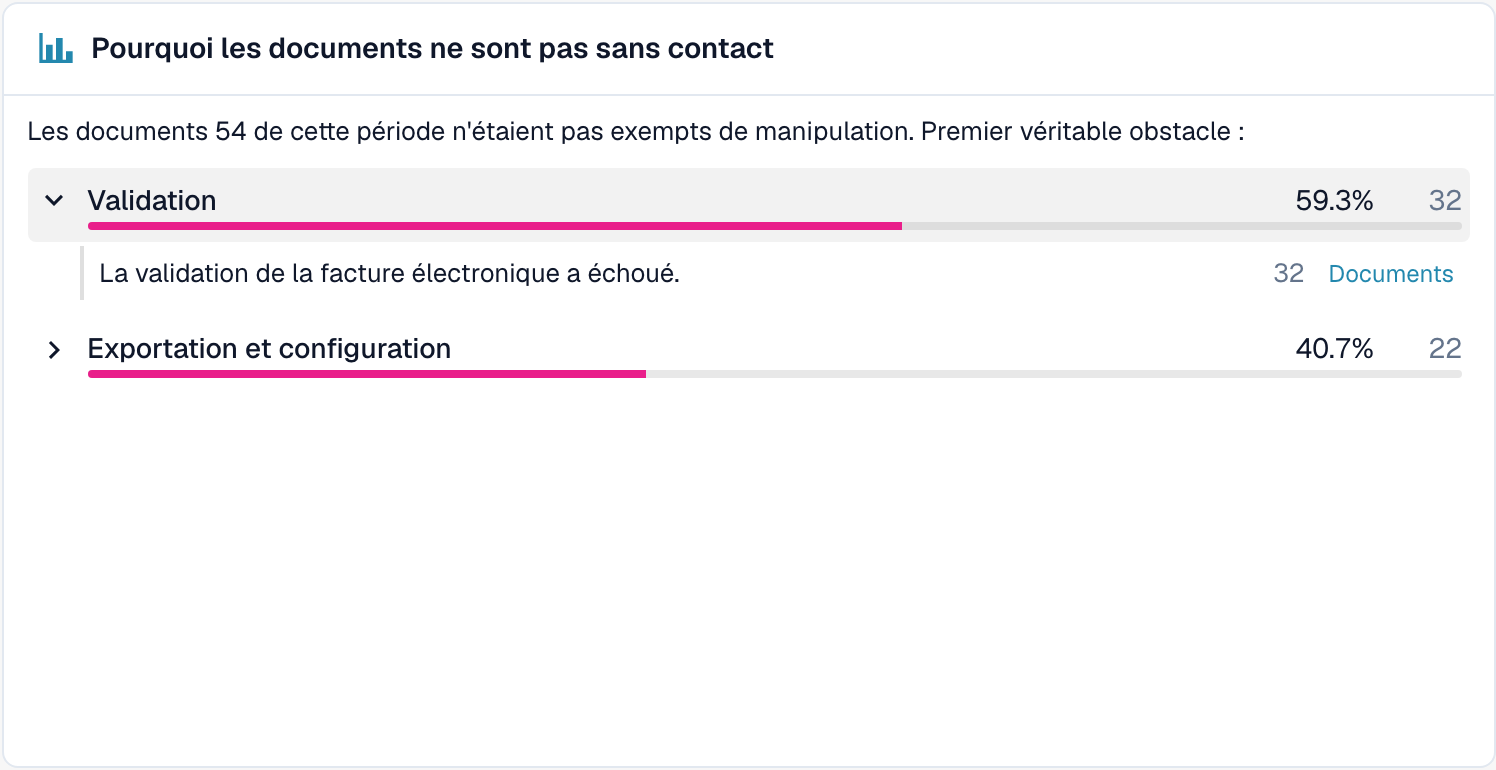 Pourquoi les documents ne sont pas sans contact
Les documents 54 de cette période n'étaient pas exempts de manipulation. Premier véritable obstacle :
Validation 59.3% 32
La validation de la facture électronique a échoué. 32 Documents
Exportation et configuration 40.7% 22